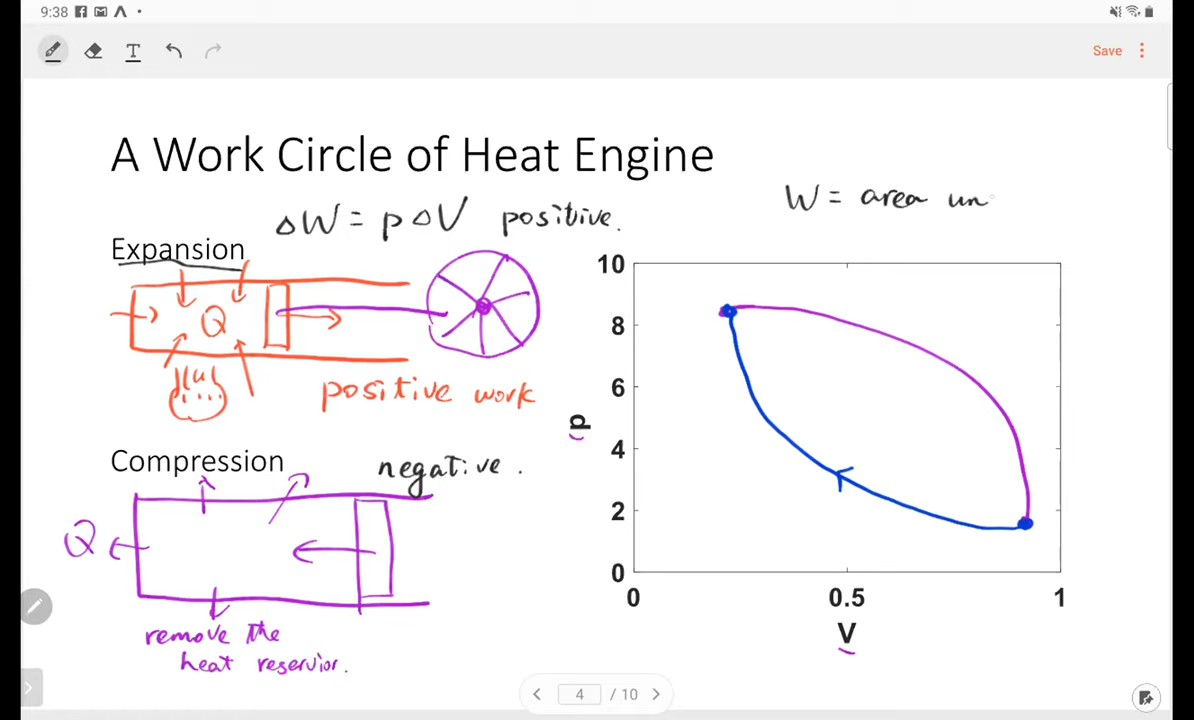 9:38
Save
A Work Circle of Heat Engine
ΔW = pΔV positive.
W = area un
Expansion
Q
positive work
Compression
negative.
Q
remove the
heat reservior.
10
8
6
4
2
0
p
0 0.5 1
V
4 / 10